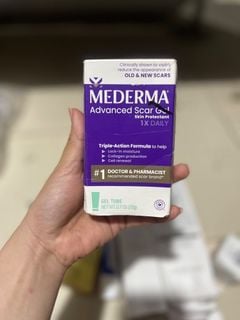 Clinically shown to visibly
reduce the appearance of
OLD & NEW SCARS
MEDERMA
Advanced Scar Gel
Skin Protectant
1X DAILY
Triple-Action Formula to help
Lock-in moisture
Collagen production
Cell renewal
#1 DOCTOR & PHARMACIST
recommended scar brand
GEL TUBE